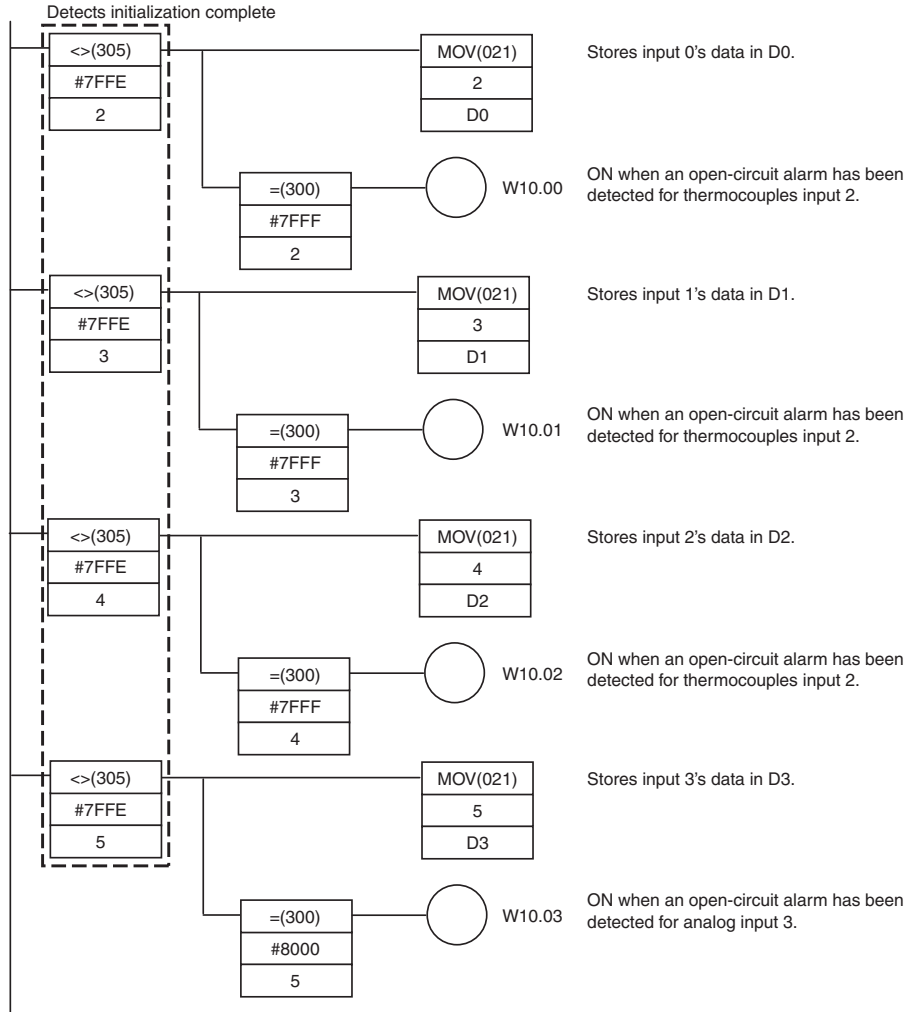 Detects initialization complete
<>(305)
#7FFE
2
MOV(021)
2
D0
Stores input 0's data in D0.
=(300)
#7FFF
2
W10.00
ON when an open-circuit alarm has been
detected for thermocouples input 2.
<>(305)
#7FFE
3
MOV(021)
3
D1
Stores input 1's data in D1.
=(300)
#7FFF
3
W10.01
ON when an open-circuit alarm has been
detected for thermocouples input 2.
<>(305)
#7FFE
4
MOV(021)
4
D2
Stores input 2's data in D2.
=(300)
#7FFF
4
W10.02
ON when an open-circuit alarm has been
detected for thermocouples input 2.
<>(305)
#7FFE
5
MOV(021)
5
D3
Stores input 3's data in D3.
=(300)
#8000
5
W10.03
ON when an open-circuit alarm has been
detected for analog input 3.